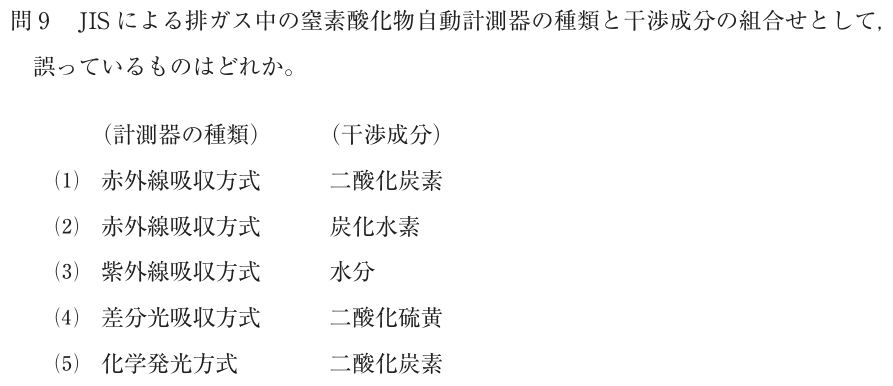 問9 JISによる排ガス中の窒素酸化物自動計測器の種類と干渉成分の組合せとして,
誤っているものはどれか。
(計測器の種類) (干渉成分)
(1) 赤外線吸収方式 二酸化炭素
(2) 赤外線吸収方式 炭化水素
(3) 紫外線吸収方式 水分
(4) 差分光吸収方式 二酸化硫黄
(5) 化学発光方式 二酸化炭素